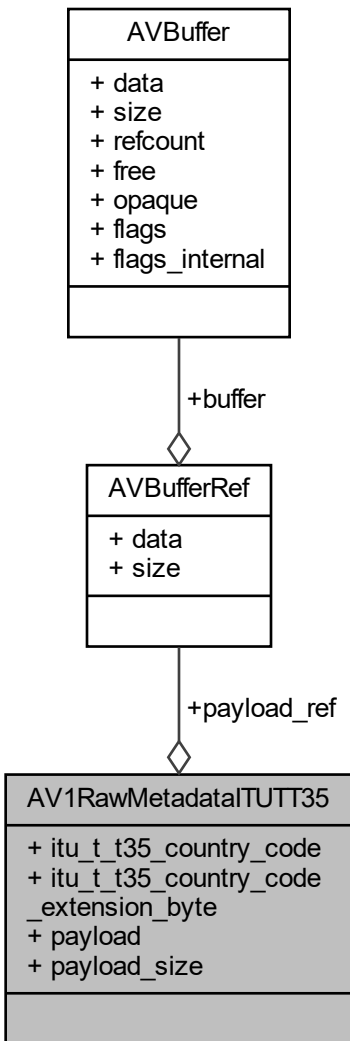 AVBuffer
+ data
+ size
+ refcount
+ free
+ opaque
+ flags
+ flags_internal
+buffer
AVBufferRef
+ data
+ size
+payload_ref
AV1RawMetadataITUTT35
+ itu_t_t35_country_code
+ itu_t_t35_country_code
_extension_byte
+ payload
+ payload_size